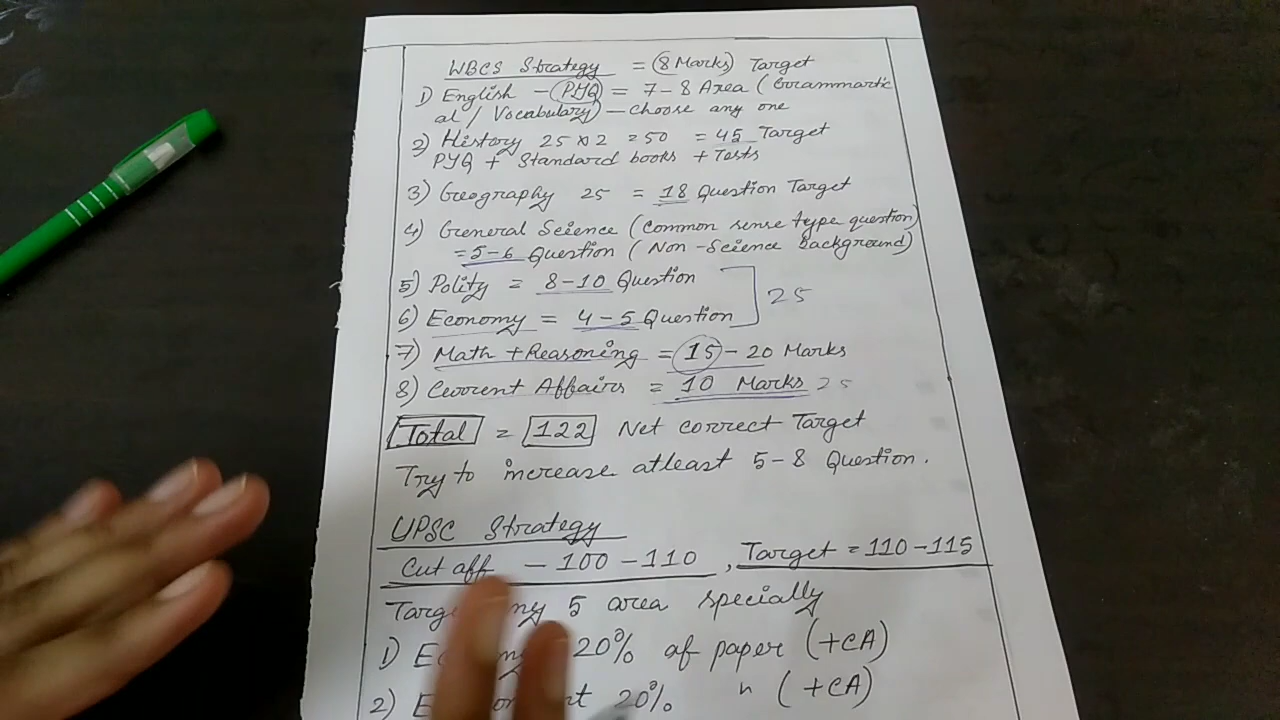 WBCS Strategy = 8 Marks Target
1) English - PYQ = 7-8 Area (Grammartic
al / Vocabulary) - Choose any one
2) History 25 x 2 = 50 = 45 Target
PYQ + Standard books + Tests
3) Geography 25 = 18 Question Target
4) General Science (Common sense type question)
= 5-6 Question (Non-Science background)
5) Polity = 8-10 Question
25
6) Economy = 4-5 Question
7) Math + Reasoning = 15-20 Marks
8) Current Affairs = 10 Marks 25
Total = 122 Net correct Target
Try to increase atleast 5-8 Question.
UPSC Strategy
Cut off - 100-110, Target = 110-115
5 area specially
1) 20% of paper (+CA)
2) 20% " (+CA)